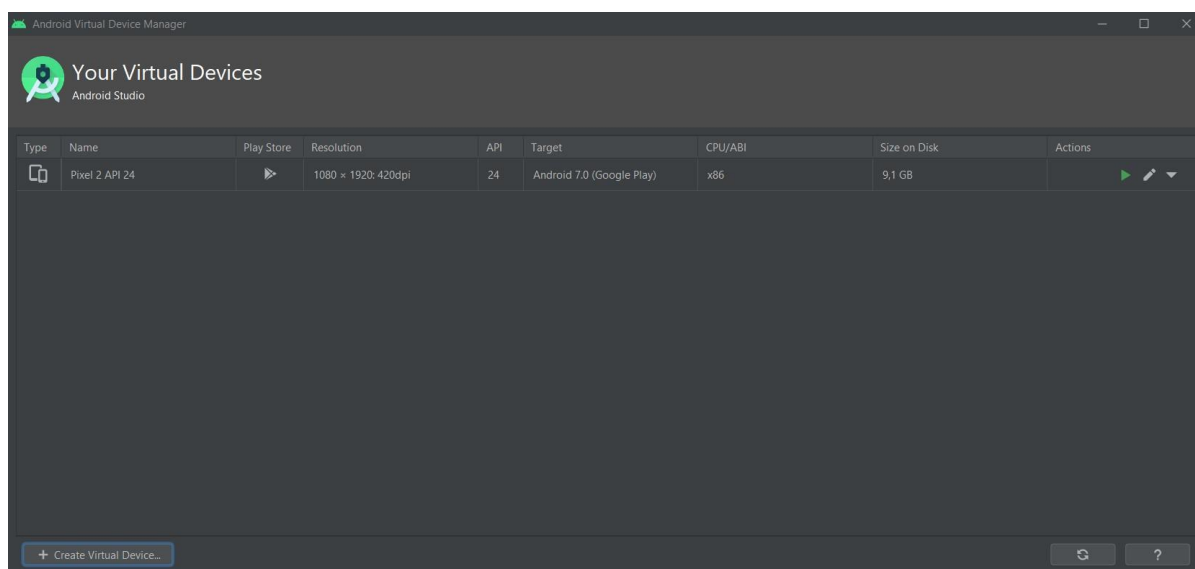 Android Virtual Device Manager
Your Virtual Devices
Android Studio
Type Name Play Store Resolution API Target CPU/ABI Size on Disk Actions
Pixel 2 API 24 1080 × 1920: 420dpi 24 Android 7.0 (Google Play) x86 9,1 GB
+ Create Virtual Device...
?